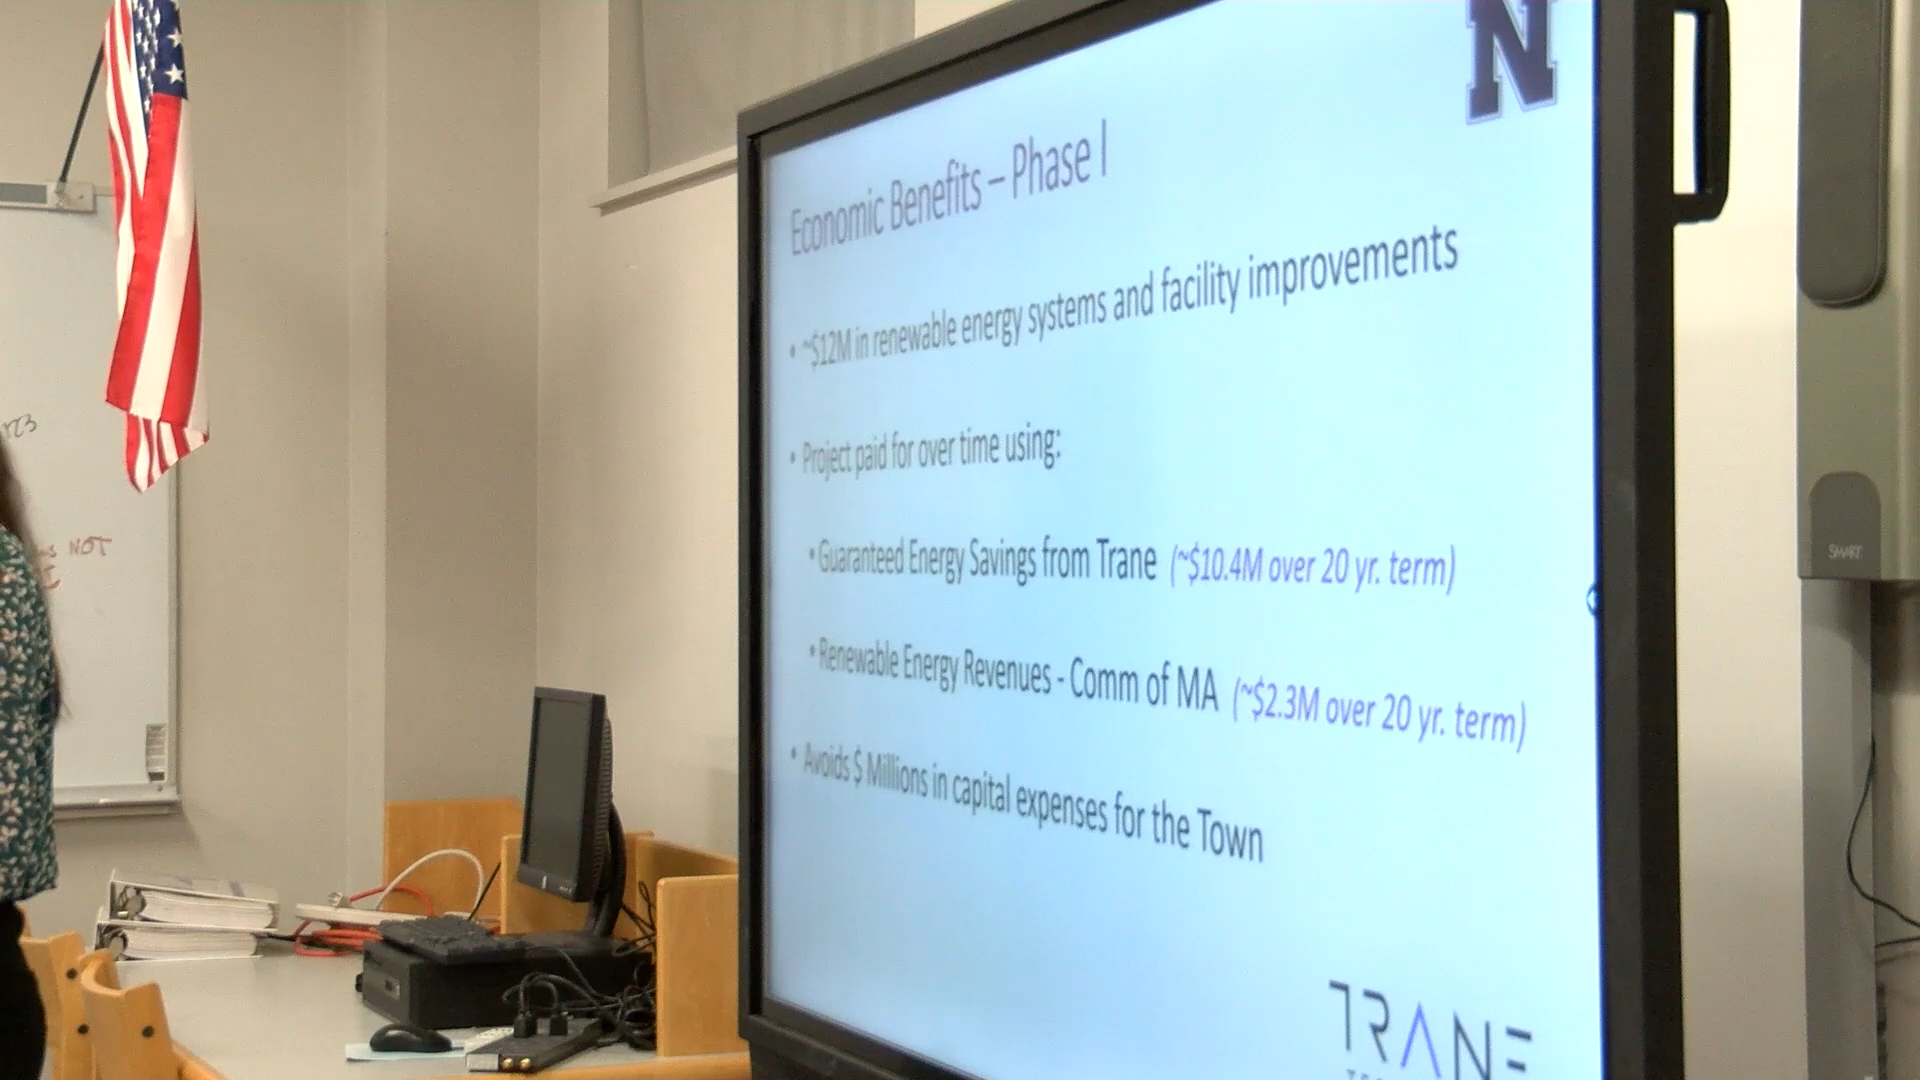 N
Economic Benefits – Phase I
• ~$12M in renewable energy systems and facility improvements
• Project paid for over time using:
• Guaranteed Energy Savings from Trane (~$10.4M over 20 yr. term)
• Renewable Energy Revenues - Comm of MA (~$2.3M over 20 yr. term)
• Avoids $ Millions in capital expenses for the Town
TRANE
SMART
NOT